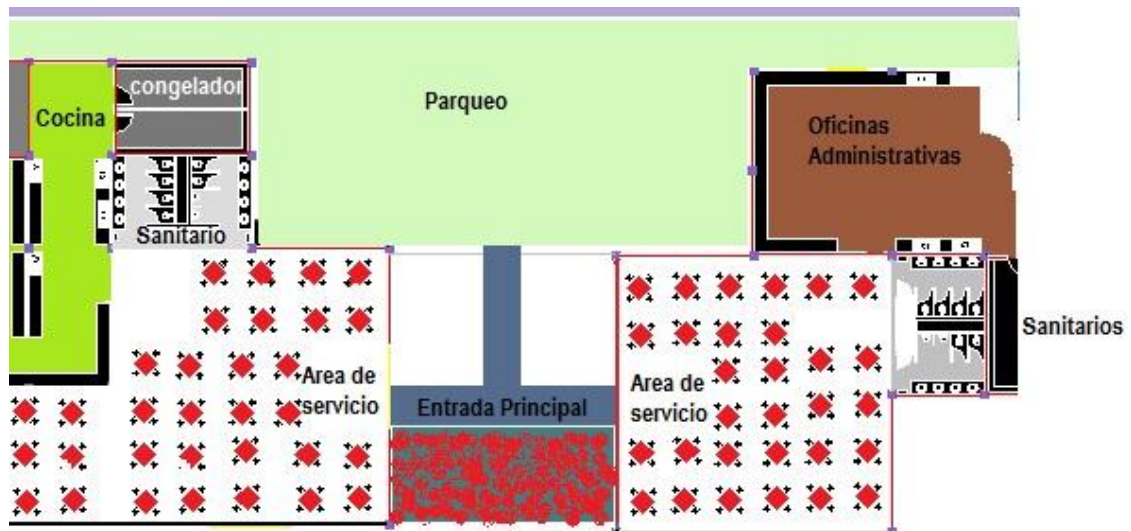 congelador
Cocina
Parqueo
Oficinas
Administrativas
Sanitario
Sanitarios
Area de
servicio
Entrada Principal
Area de
servicio